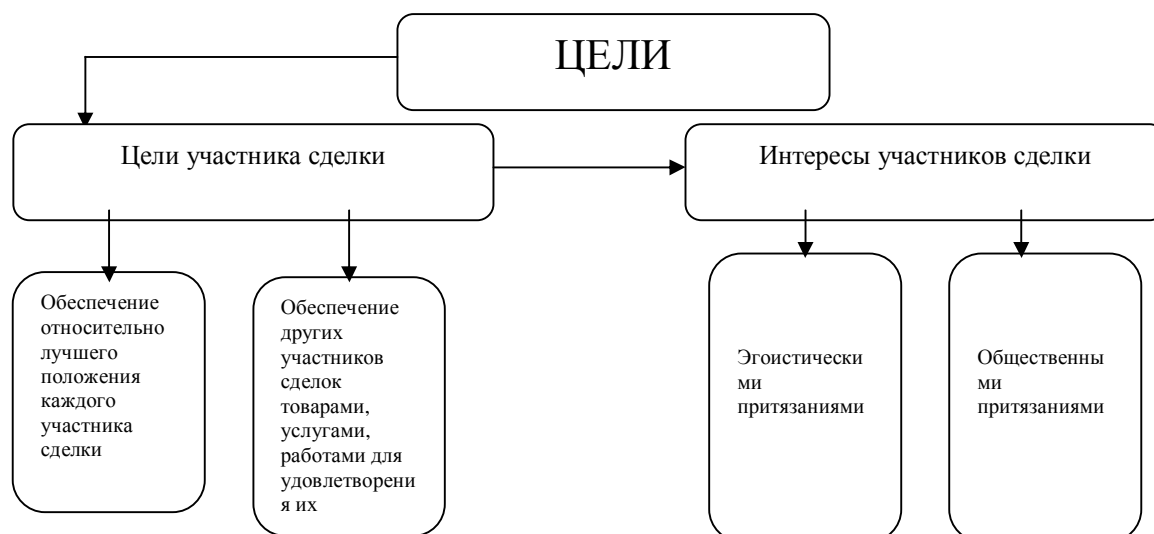 ЦЕЛИ
Цели участника сделки
Интересы участников сделки
Обеспечение
относительно
лучшего
положения
каждого
участника
сделки
Обеспечение
других
участников
сделок
товарами,
услугами,
работами для
удовлетворени
я их
Эгоистически
ми
притязаниями
Общественны
ми
притязаниями